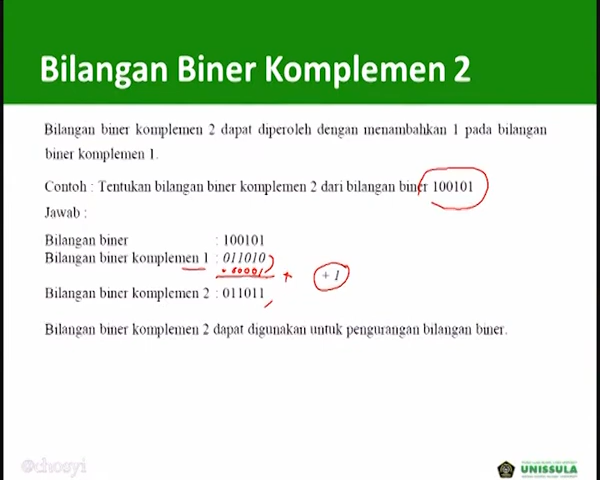 Bilangan Biner Komplemen 2
Bilangan biner komplemen 2 dapat diperoleh dengan menambahkan 1 pada bilangan
biner komplemen 1.
Contoh : Tentukan bilangan biner komplemen 2 dari bilangan biner 100101
Jawab :
Bilangan biner : 100101
Bilangan biner komplemen 1 : 011010
+ 1
Bilangan biner komplemen 2 : 011011
Bilangan biner komplemen 2 dapat digunakan untuk pengurangan bilangan biner.
@chosyi
UNISSULA